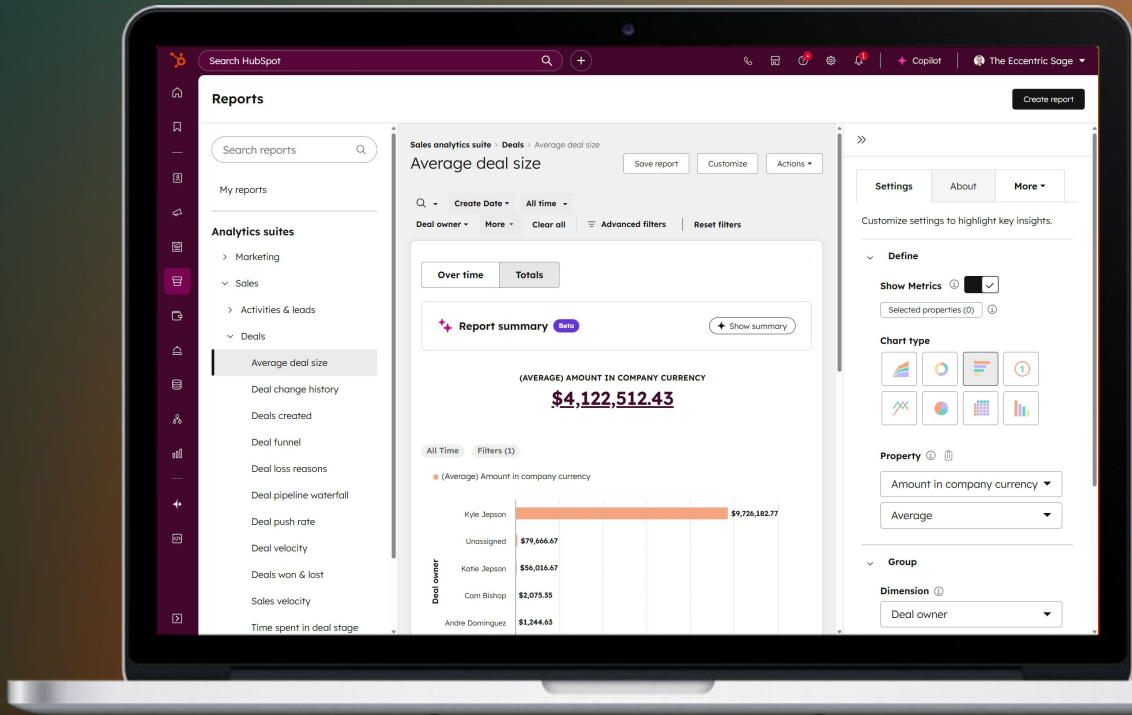 Search HubSpot
Copilot
The Eccentric Sage
Reports
Create report
Search reports
My reports
Analytics suites
Marketing
Sales
Activities & leads
Deals
Average deal size
Deal change history
Deals created
Deal funnel
Deal loss reasons
Deal pipeline waterfall
Deal push rate
Deal velocity
Deals won & lost
Sales velocity
Time spent in deal stage
Sales analytics suite > Deals > Average deal size
Average deal size
Save report
Customize
Actions
Create Date
All time
Deal owner
More
Clear all
Advanced filters
Reset filters
Over time
Totals
Report summary
Beta
Show summary
(AVERAGE) AMOUNT IN COMPANY CURRENCY
$4,122,512.43
All Time
Filters (1)
(Average) Amount in company currency
Deal owner
Kyle Jepson $9,726,182.77
Unassigned $79,666.67
Katie Jepson $56,016.67
Cam Bishop $2,075.35
Andre Dominguez $1,244.63
Settings
About
More
Customize settings to highlight key insights.
Define
Show Metrics
Selected properties (0)
Chart type
1
Property
Amount in company currency
Average
Group
Dimension
Deal owner